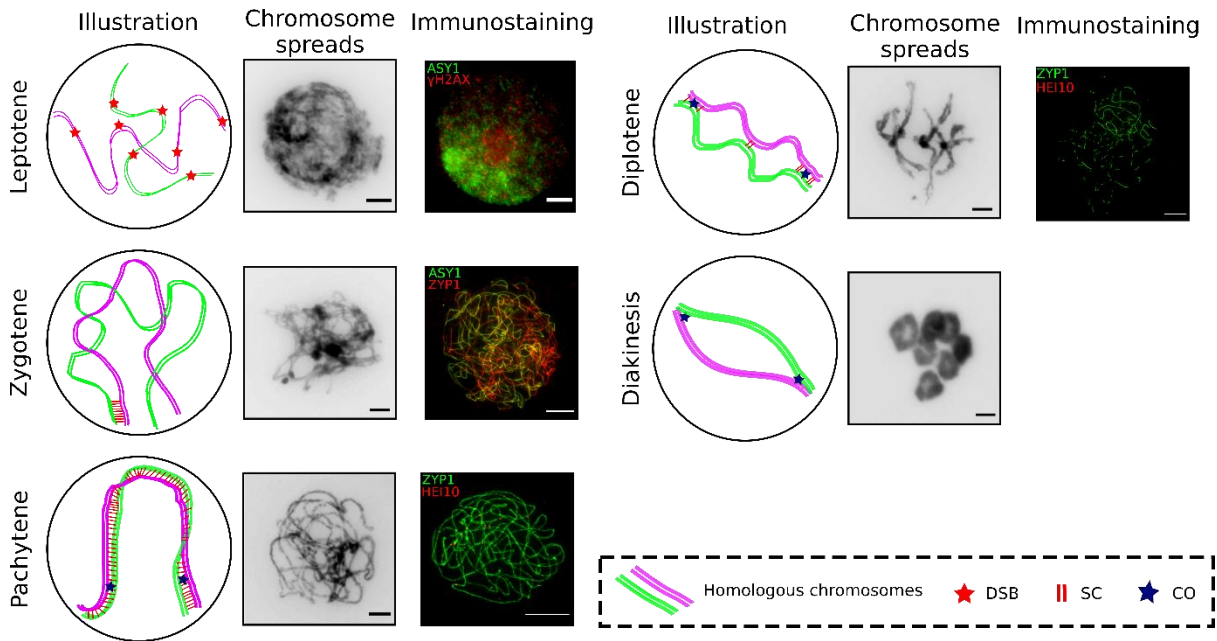 Illustration
Chromosome
spreads
Immunostaining
Leptotene
ASY1
γH2AX
Zygotene
ASY1
ZYP1
Pachytene
ZYP1
HEI10
Illustration
Chromosome
spreads
Immunostaining
Diplotene
ZYP1
HEI10
Diakinesis
Homologous chromosomes
DSB
SC
CO